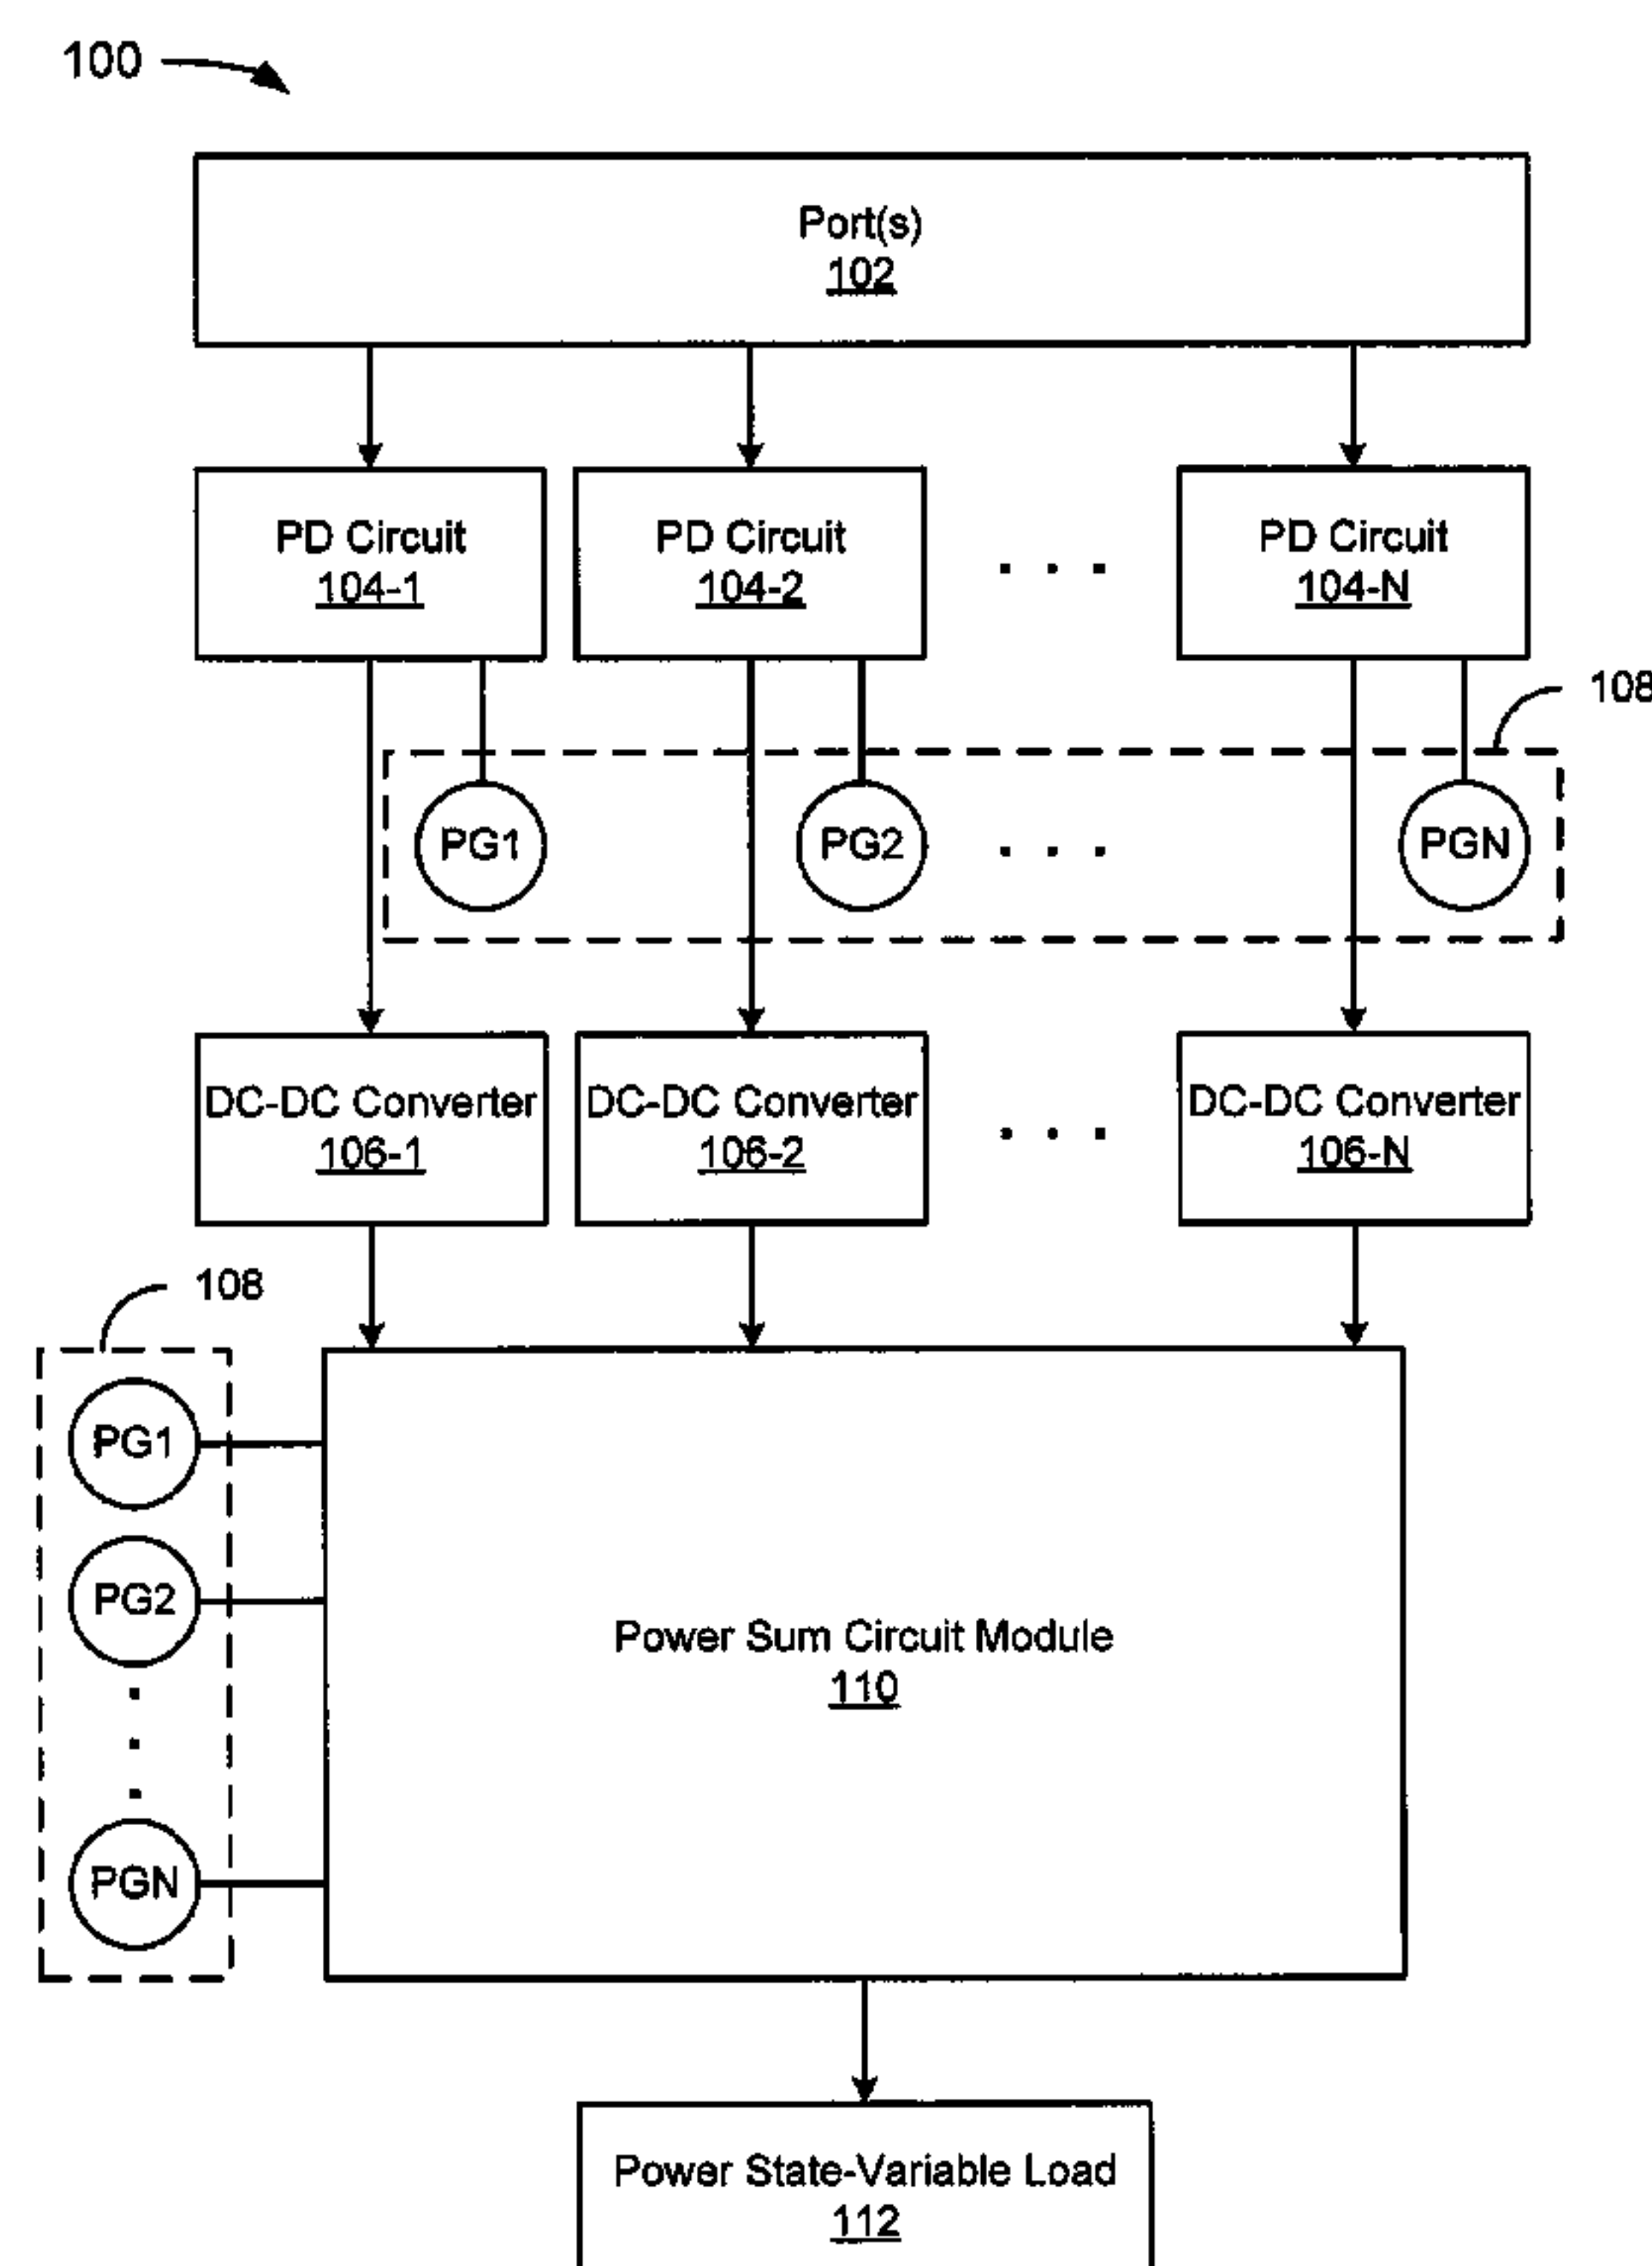 100
Port(s)
102
PD Circuit
104-1
PD Circuit
104-2
. . .
PD Circuit
104-N
108
PG1
PG2
. . .
PGN
DC-DC Converter
106-1
DC-DC Converter
106-2
. . .
DC-DC Converter
106-N
108
PG1
PG2
.
.
.
PGN
Power Sum Circuit Module
110
Power State-Variable Load
112